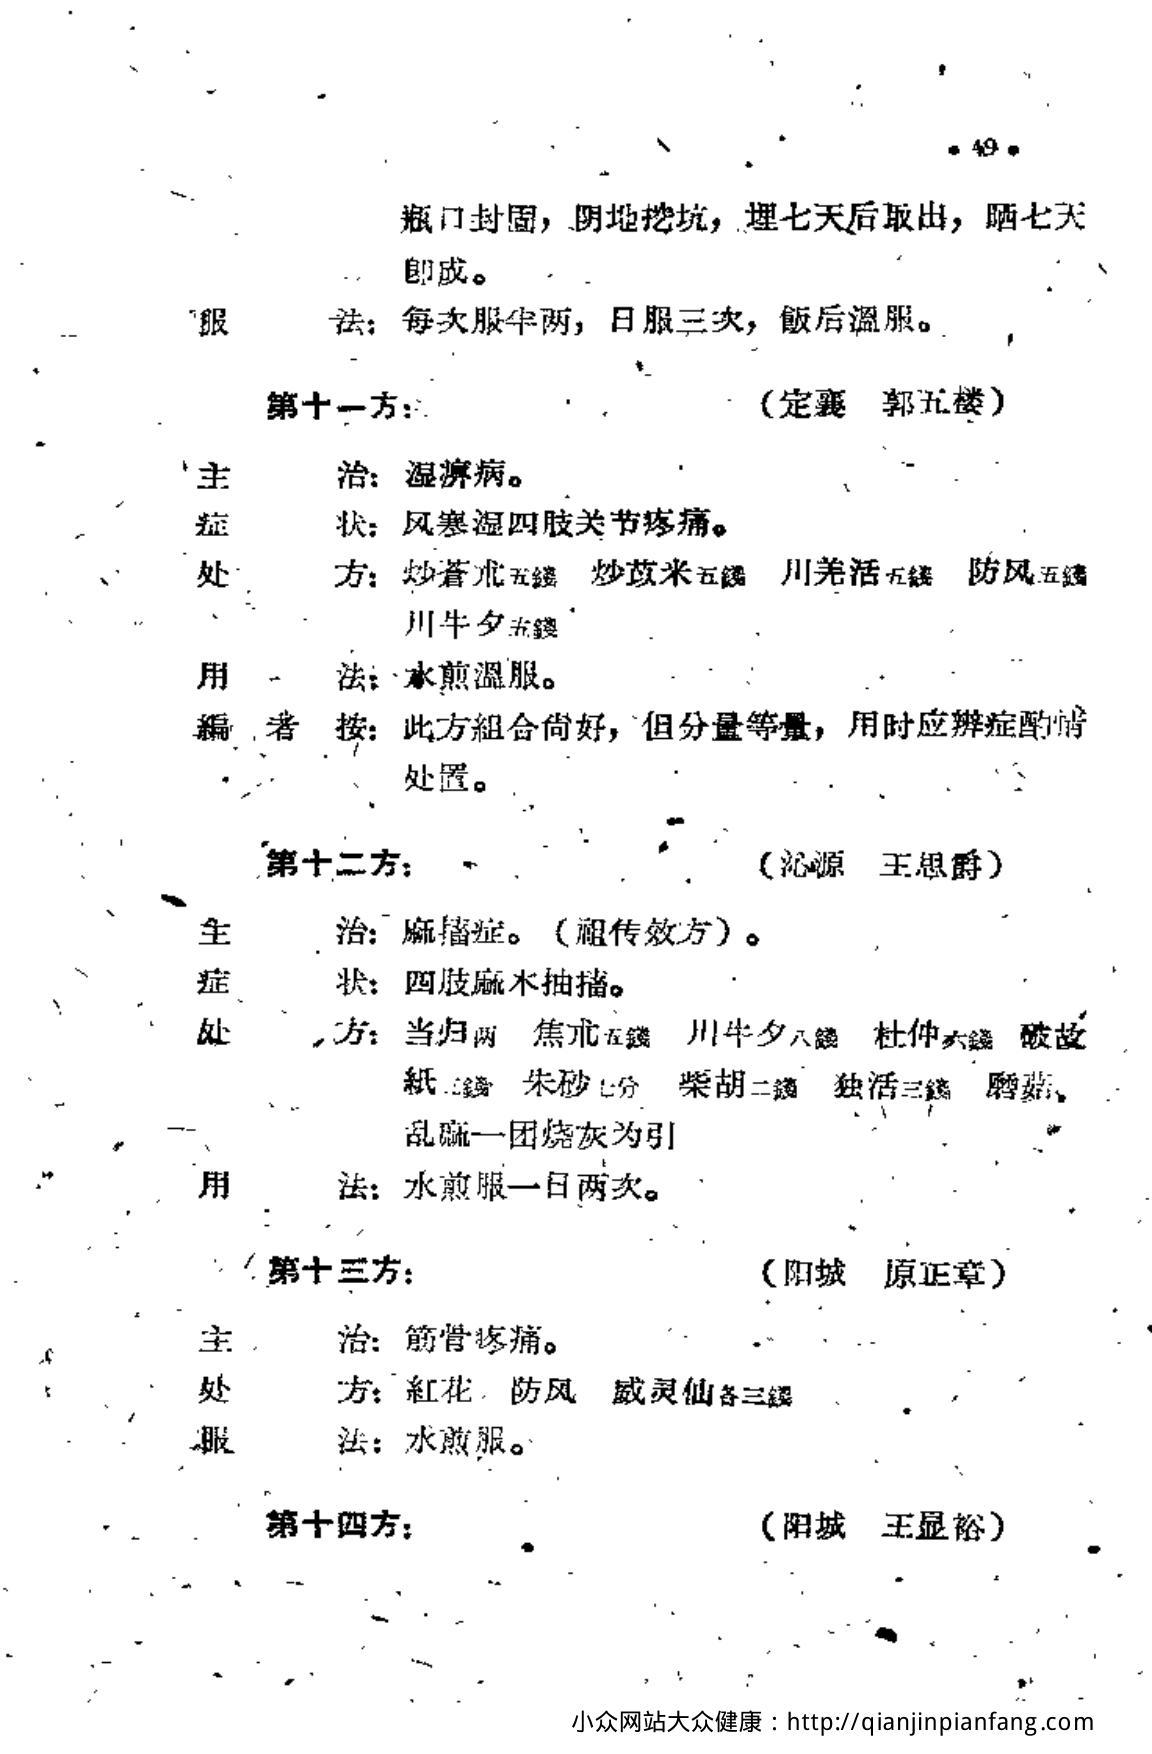 • 49 •
瓶口封固，阴地挖坑，埋七天后取出，晒七天
即成。
服 法：每次服半两，日服三次，飯后溫服。
第十一方： （定襄 郭五楼）
主 治：湿痹病。
症 状：风寒湿四肢关节疼痛。
处 方：炒蒼朮五錢 炒苡米五錢 川羌活五錢 防风五錢
川牛夕五錢
用 法：水煎溫服。
編 者 按：此方組合尚好，但分量等量，用时应辨症酌情
处置。
第十二方： （沁源 王思爵）
主 治：麻搐症。（祖传效方）。
症 状：四肢麻木抽搐。
处 方：当归两 焦朮五錢 川牛夕八錢 杜仲六錢 破故
紙錢 朱砂七分 柴胡二錢 独活三錢 磨菇、
乱麻一团烧灰为引
用 法：水煎服一日两次。
第十三方： （阳城 原正章）
主 治：筋骨疼痛。
处 方：紅花 防风 威灵仙各三錢
服 法：水煎服。
第十四方： （阳城 王显裕）
小众网站大众健康：http://qianjinpianfang.com